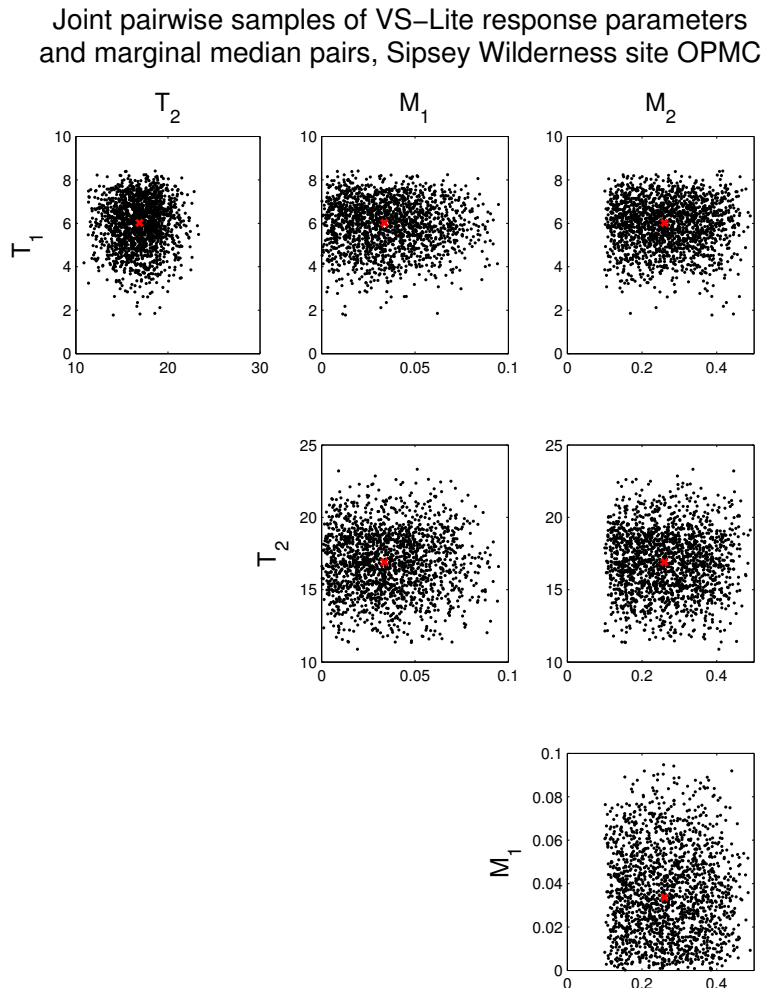 Joint pairwise samples of VS−Lite response parameters
and marginal median pairs, Sipsey Wilderness site OPMC
T2 M1 M2
10 10 10
8 8 8
6 6 6
T1
4 4 4
2 2 2
0 0 0
10 20 30 0 0.05 0.1 0 0.2 0.4
25 25
20 20
T2
15 15
10 10
0 0.05 0.1 0 0.2 0.4
0.1
0.08
0.06
M1
0.04
0.02
0
0 0.2 0.4